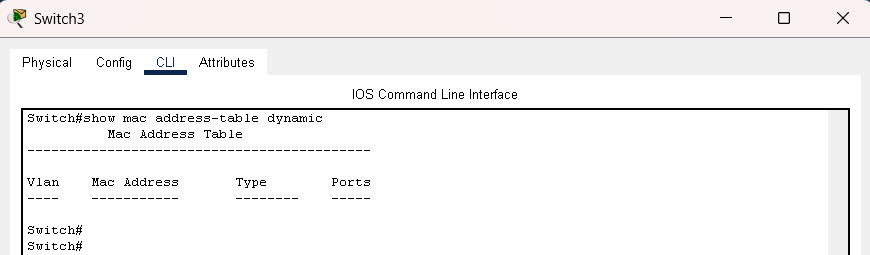 Switch3
Physical Config CLI Attributes
IOS Command Line Interface
Switch#show mac address-table dynamic
          Mac Address Table
-------------------------------------------
Vlan    Mac Address       Type        Ports
----    -----------       --------    -----
Switch#
Switch#